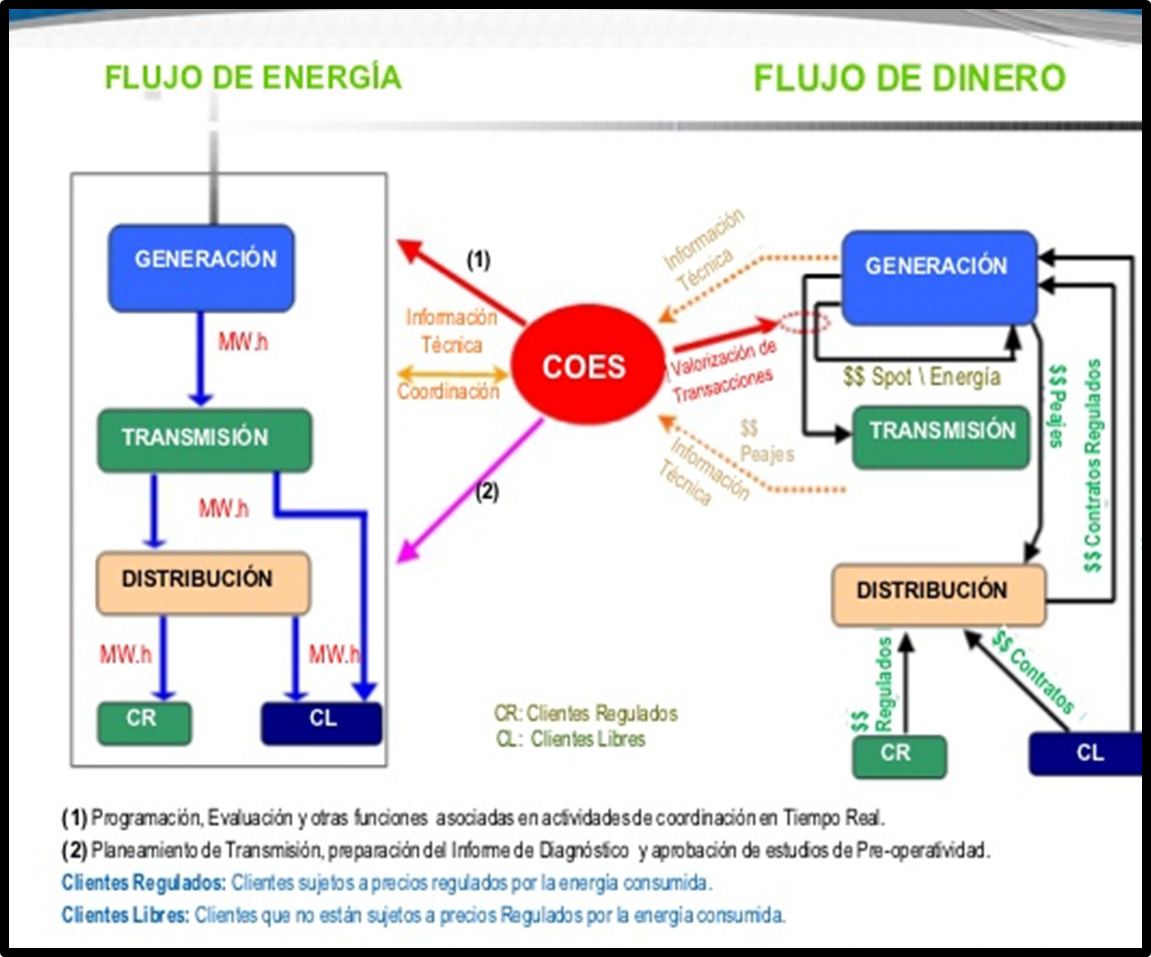 FLUJO DE ENERGÍA
FLUJO DE DINERO
GENERACIÓN
MW.h
TRANSMISIÓN
MW.h
DISTRIBUCIÓN
MW.h
MW.h
CR
CL
(1)
Información
Técnica
Coordinación
(2)
COES
Información
Técnica
Valorización de
Transacciones
$$
Peajes
Información
Técnica
GENERACIÓN
$$ Spot \ Energía
TRANSMISIÓN
$$ Peajes
$$ Contratos Regulados
DISTRIBUCIÓN
$$
Regulados
$$ Contratos
CR
CL
CR: Clientes Regulados
CL: Clientes Libres
(1) Programación, Evaluación y otras funciones asociadas en actividades de coordinación en Tiempo Real.
(2) Planeamiento de Transmisión, preparación del Informe de Diagnóstico y aprobación de estudios de Pre-operatividad.
Clientes Regulados: Clientes sujetos a precios regulados por la energía consumida.
Clientes Libres: Clientes que no están sujetos a precios Regulados por la energía consumida.